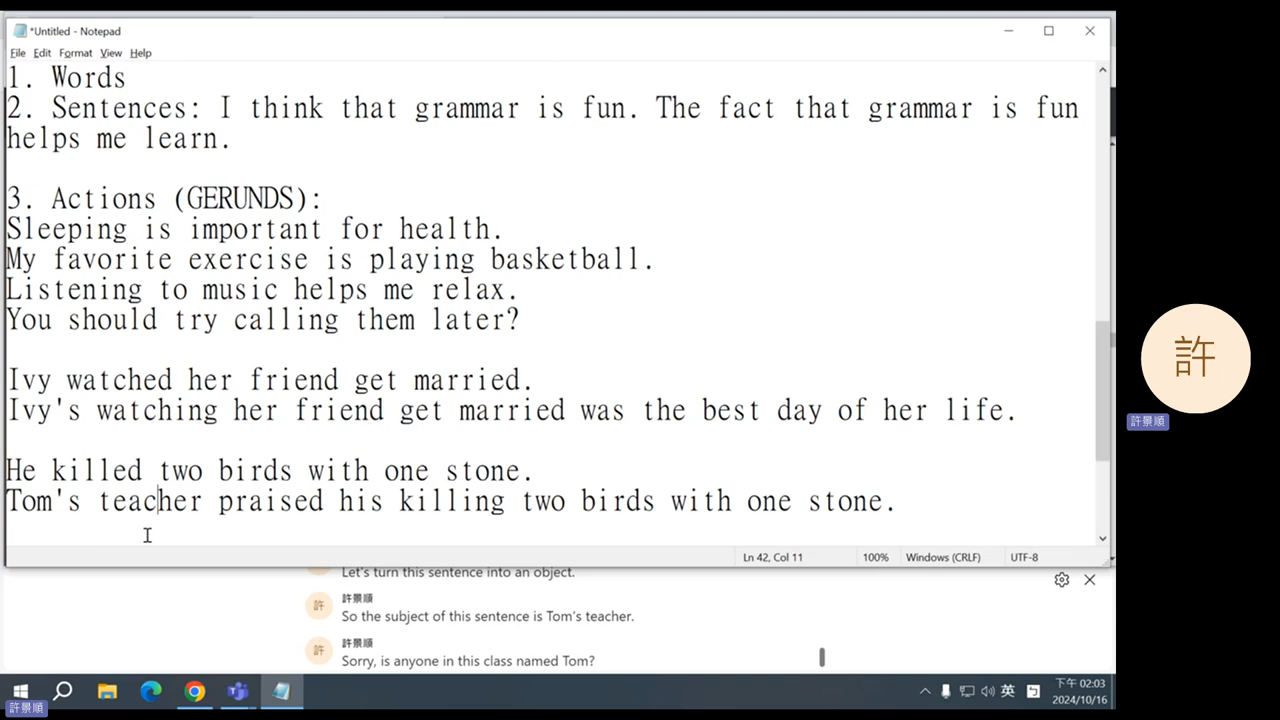 *Untitled - Notepad
File Edit Format View Help
1. Words
2. Sentences: I think that grammar is fun. The fact that grammar is fun
helps me learn.
3. Actions (GERUNDS):
Sleeping is important for health.
My favorite exercise is playing basketball.
Listening to music helps me relax.
You should try calling them later?
Ivy watched her friend get married.
Ivy's watching her friend get married was the best day of her life.
He killed two birds with one stone.
Tom's teacher praised his killing two birds with one stone.
Ln 42, Col 11 100% Windows (CRLF) UTF-8
Let's turn this sentence into an object.
許 許景順
So the subject of this sentence is Tom's teacher.
許 許景順
Sorry, is anyone in this class named Tom?
英 下午 02:03
2024/10/16
許景順
許
許景順